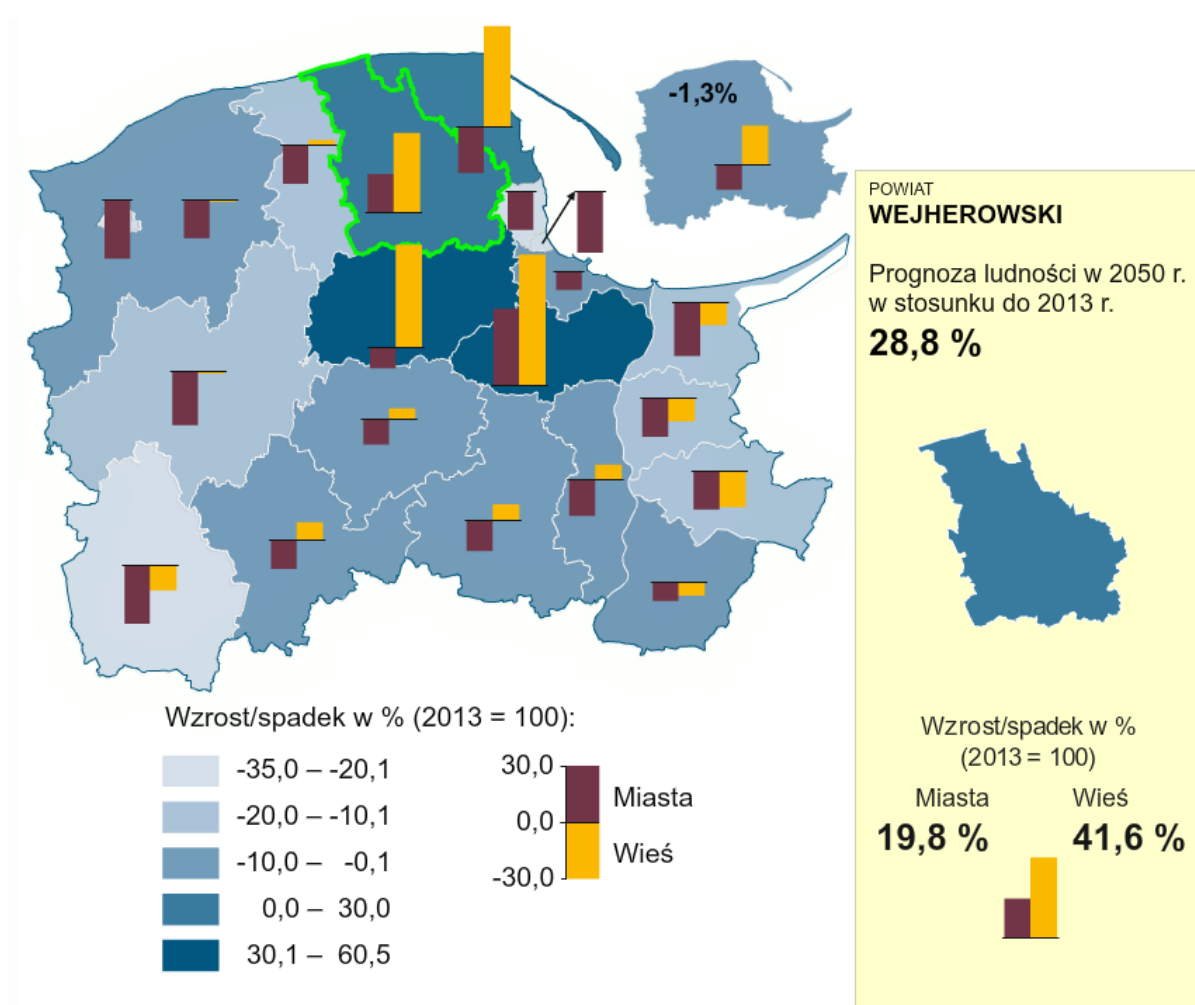 -1,3%
POWIAT
WEJHEROWSKI
Prognoza ludności w 2050 r.
w stosunku do 2013 r.
28,8 %
Wzrost/spadek w % (2013 = 100):
-35,0 – -20,1
-20,0 – -10,1
-10,0 – -0,1
0,0 – 30,0
30,1 – 60,5
30,0
0,0
-30,0
Miasta
Wieś
Wzrost/spadek w %
(2013 = 100)
Miasta Wieś
19,8 % 41,6 %